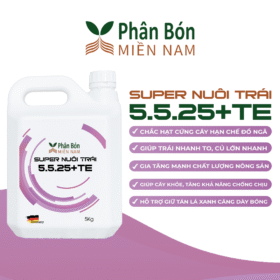 Phân Bón
MIỀN NAM
SUPER NUÔI TRÁI
5.5.25+TE
CHẮC HẠT CỨNG CÂY HẠN CHẾ ĐỔ NGÃ
GIÚP TRÁI NHANH TO, CỦ LỚN NHANH
GIA TĂNG MẠNH CHẤT LƯỢNG NÔNG SẢN
GIÚP CÂY KHỎE, TĂNG KHẢ NĂNG CHỐNG CHỊU
HỖ TRỢ GIỮ TÁN LÁ XANH CÀNG DÀY BÓNG
Phân Bón
MIỀN NAM
SUPER NUÔI TRÁI
5.5.25+TE
5KG